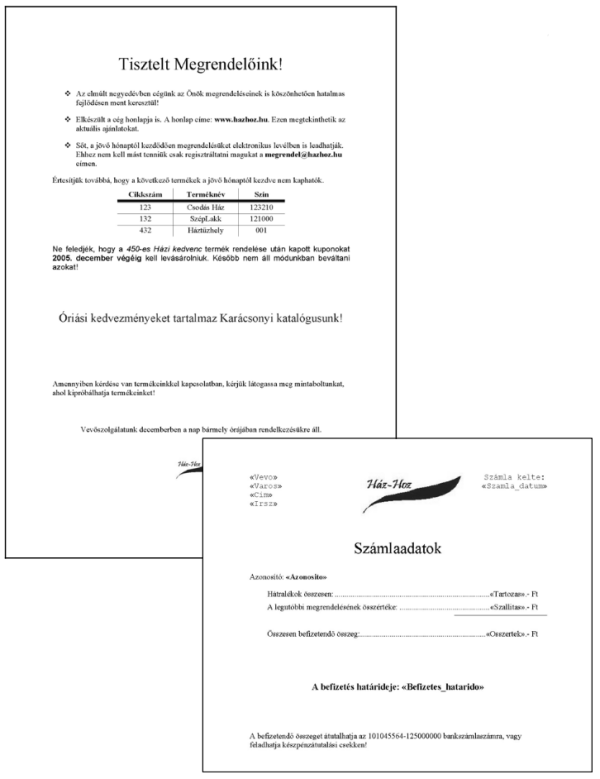 Tisztelt Megrendelőink!
❖ Az elmúlt negyedévben cégünk az Önök megrendeléseinek is köszönhetően hatalmas
fejlődésen ment keresztül!
❖ Elkészült a cég honlapja is. A honlap címe: www.hazhoz.hu. Ezen megtekinthetik az
aktuális ajánlatokat.
❖ Sőt, a jövő hónaptól kezdődően megrendelésüket elektronikus levélben is leadhatják.
Ehhez nem kell mást tenniük csak regisztráltatni magukat a megrendel@hazhoz.hu
címen.
Értesítjük továbbá, hogy a következő termékek a jövő hónaptól kezdve nem kaphatók.
Cikkszám Terméknév Szín
123 Csodás Ház 123210
132 SzépLakk 121000
432 Háztűzhely 001
Ne feledjék, hogy a 450-es Házi kedvenc termék rendelése után kapott kuponokat
2005. december végéig kell levásárolniuk. Később nem áll módunkban beváltani
azokat!
Óriási kedvezményeket tartalmaz Karácsonyi katalógusunk!
Amennyiben kérdése van termékeinkkel kapcsolatban, kérjük látogassa meg mintaboltunkat,
ahol kipróbálhatja termékeinket!
Vevőszolgálatunk decemberben a nap bármely órájában rendelkezésükre áll.
Ház-Hoz
«Vevo»
«Varos»
«Cim»
«Irsz»
Ház-Hoz
Számla kelte:
«Szamla_datum»
Számlaadatok
Azonosító: «Azonosito»
Hátralékok összesen: ..... «Tartozas».- Ft
A legutóbbi megrendelésének összértéke: ..... «Szallitas».- Ft
Összesen befizetendő összeg: ..... «Osszertek».- Ft
A befizetés határideje: «Befizetes_hatarido»
A befizetendő összeget átutalhatja az 101045564-125000000 bankszámlaszámra, vagy
feladhatja készpénzátutalási csekken!